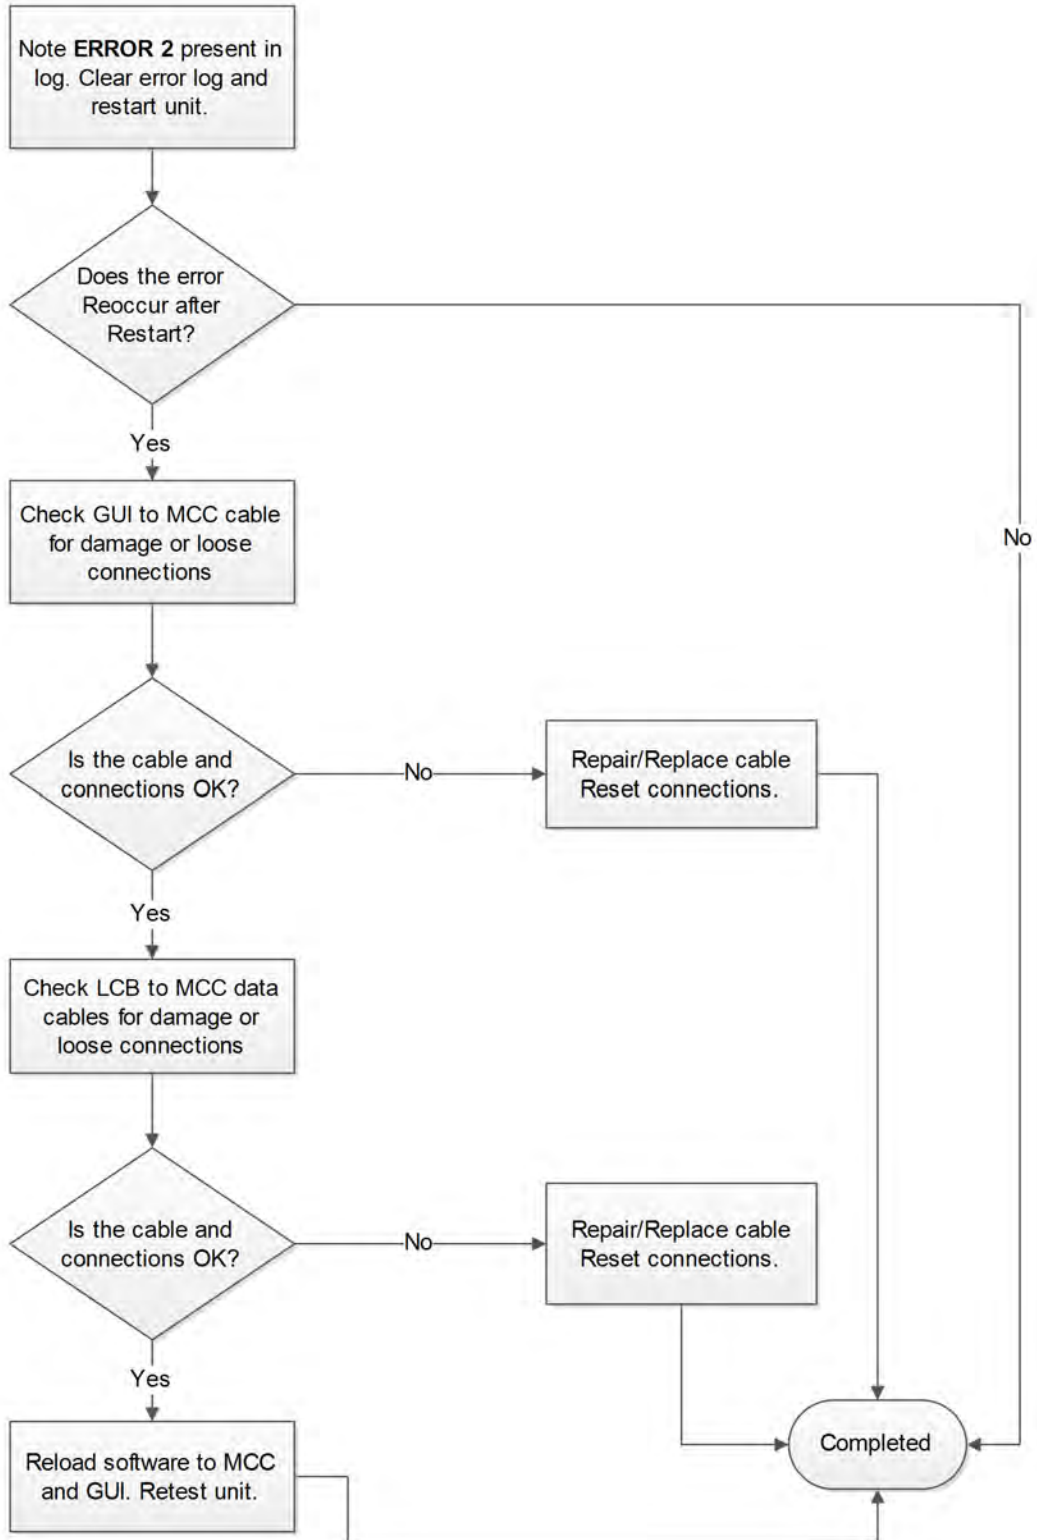 Note ERROR 2 present in
log. Clear error log and
restart unit.
Does the error
Reoccur after
Restart?
Yes
Check GUI to MCC cable
for damage or loose
connections
No
Is the cable and
connections OK?
No
Repair/Replace cable
Reset connections.
Yes
Check LCB to MCC data
cables for damage or
loose connections
Is the cable and
connections OK?
No
Repair/Replace cable
Reset connections.
Yes
Completed
Reload software to MCC
and GUI. Retest unit.